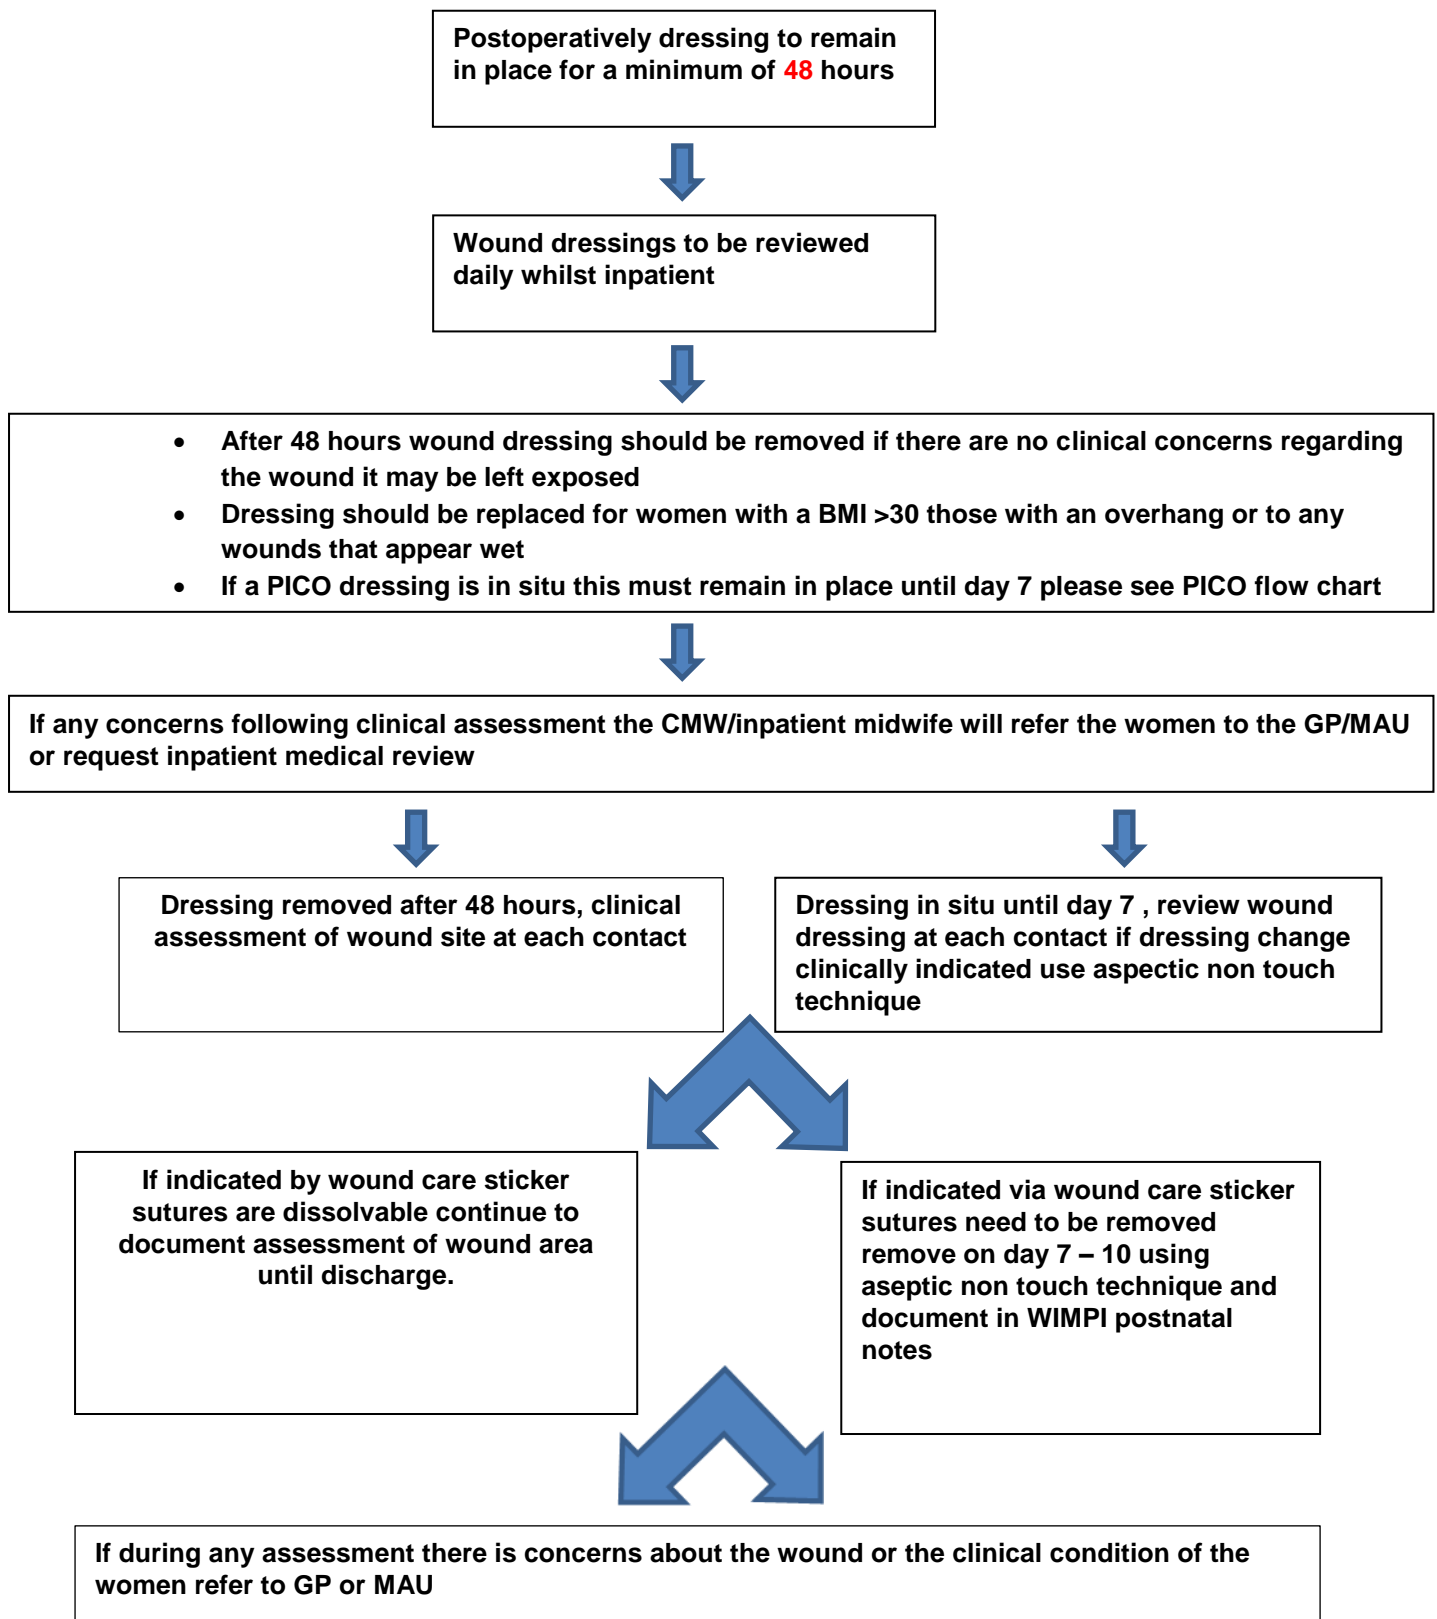 Postoperatively dressing to remain
in place for a minimum of 48 hours
Wound dressings to be reviewed
daily whilst inpatient
• After 48 hours wound dressing should be removed if there are no clinical concerns regarding
the wound it may be left exposed
• Dressing should be replaced for women with a BMI >30 those with an overhang or to any
wounds that appear wet
• If a PICO dressing is in situ this must remain in place until day 7 please see PICO flow chart
If any concerns following clinical assessment the CMW/inpatient midwife will refer the women to the GP/MAU
or request inpatient medical review
Dressing removed after 48 hours, clinical
assessment of wound site at each contact
Dressing in situ until day 7 , review wound
dressing at each contact if dressing change
clinically indicated use aspectic non touch
technique
If indicated by wound care sticker
sutures are dissolvable continue to
document assessment of wound area
until discharge.
If indicated via wound care sticker
sutures need to be removed
remove on day 7 – 10 using
aseptic non touch technique and
document in WIMPI postnatal
notes
If during any assessment there is concerns about the wound or the clinical condition of the
women refer to GP or MAU